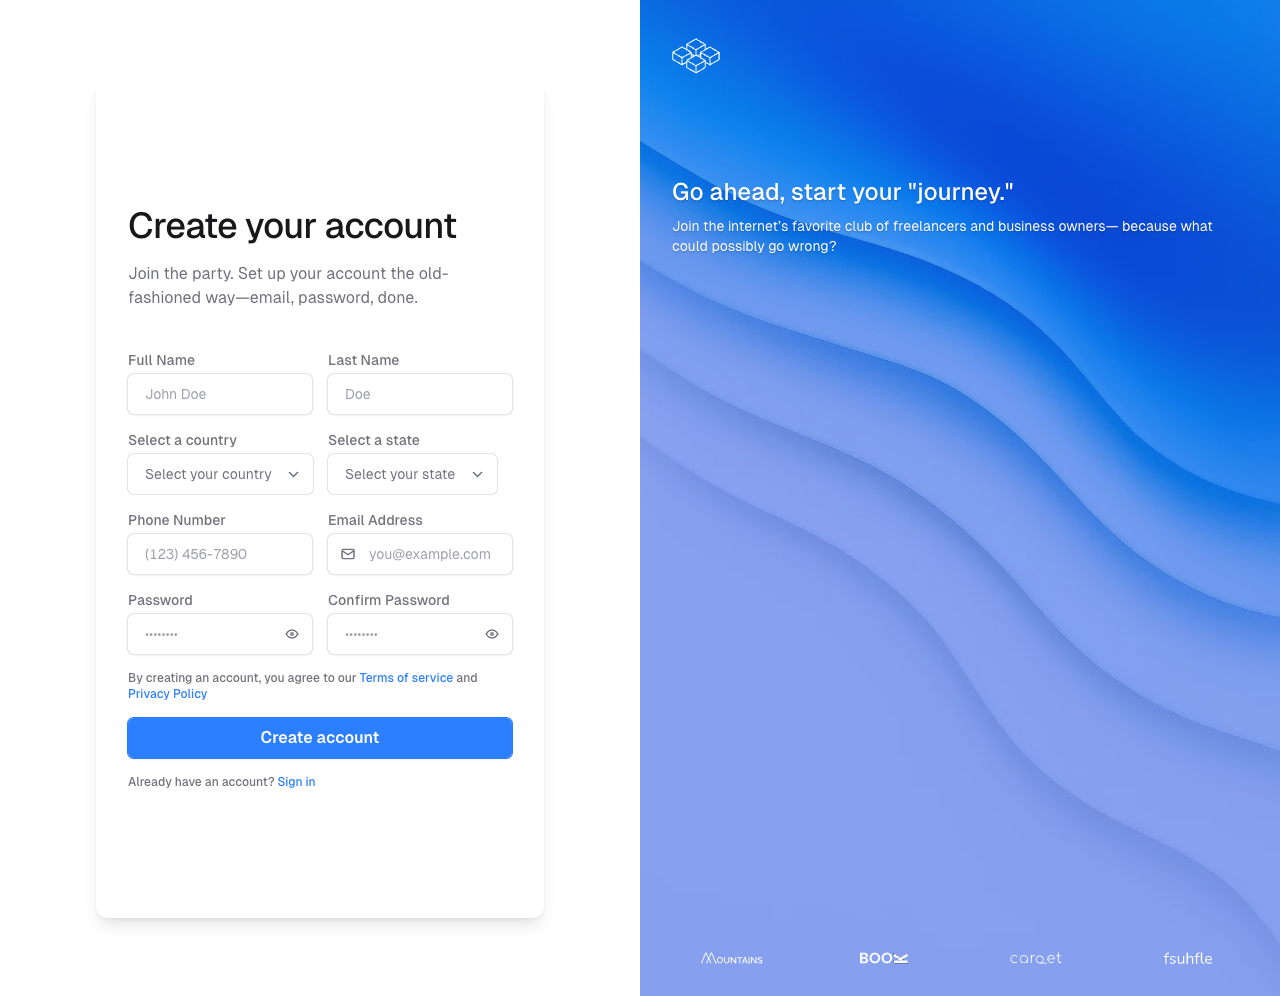 Create your account
Join the party. Set up your account the old-
fashioned way—email, password, done.
Full Name
Last Name
John Doe
Doe
Select a country
Select a state
Select your country
Select your state
Phone Number
Email Address
(123) 456-7890
you@example.com
Password
Confirm Password
••••••••
••••••••
By creating an account, you agree to our Terms of service and
Privacy Policy
Create account
Already have an account? Sign in
Go ahead, start your "journey."
Join the internet's favorite club of freelancers and business owners— because what
could possibly go wrong?
MOUNTAINS
BOOK
carqet
fsuhfle